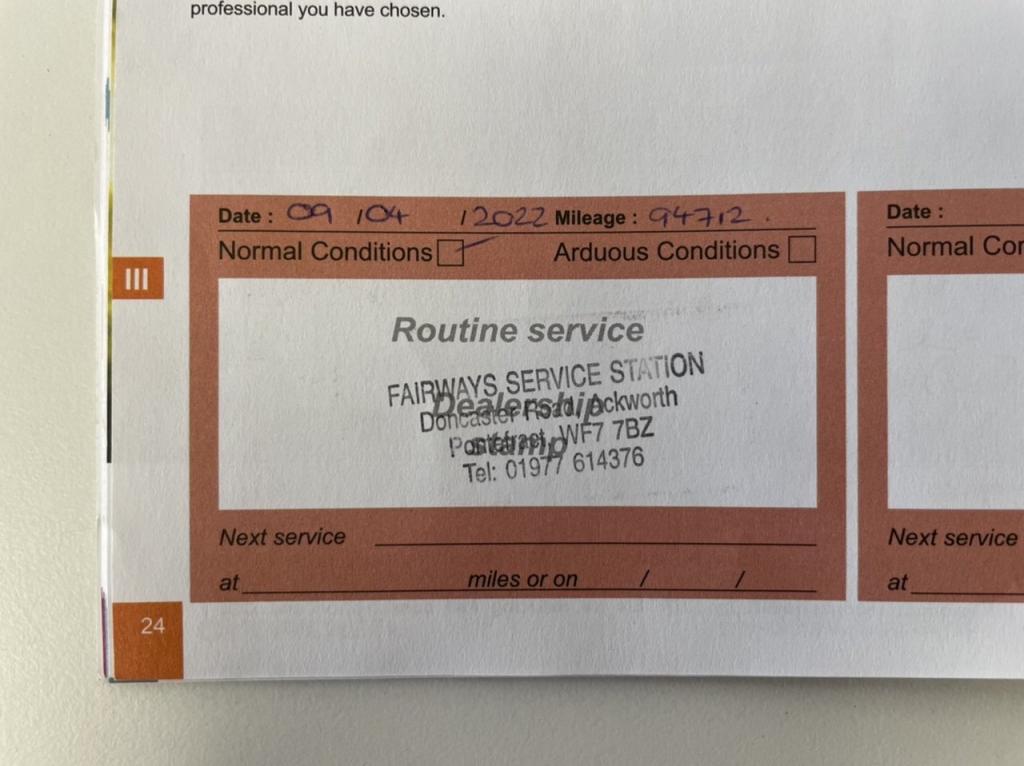 professional you have chosen.
Date : 09 /04 /2022 Mileage : 94712 .
Normal Conditions Arduous Conditions
III
Routine service
Dealership
stamp
FAIRWAYS SERVICE STATION
Doncaster Road, Ackworth
Pontefract, WF7 7BZ
Tel: 01977 614376
Next service
at miles or on / /
24
Date :
Normal Cor
Next service
at